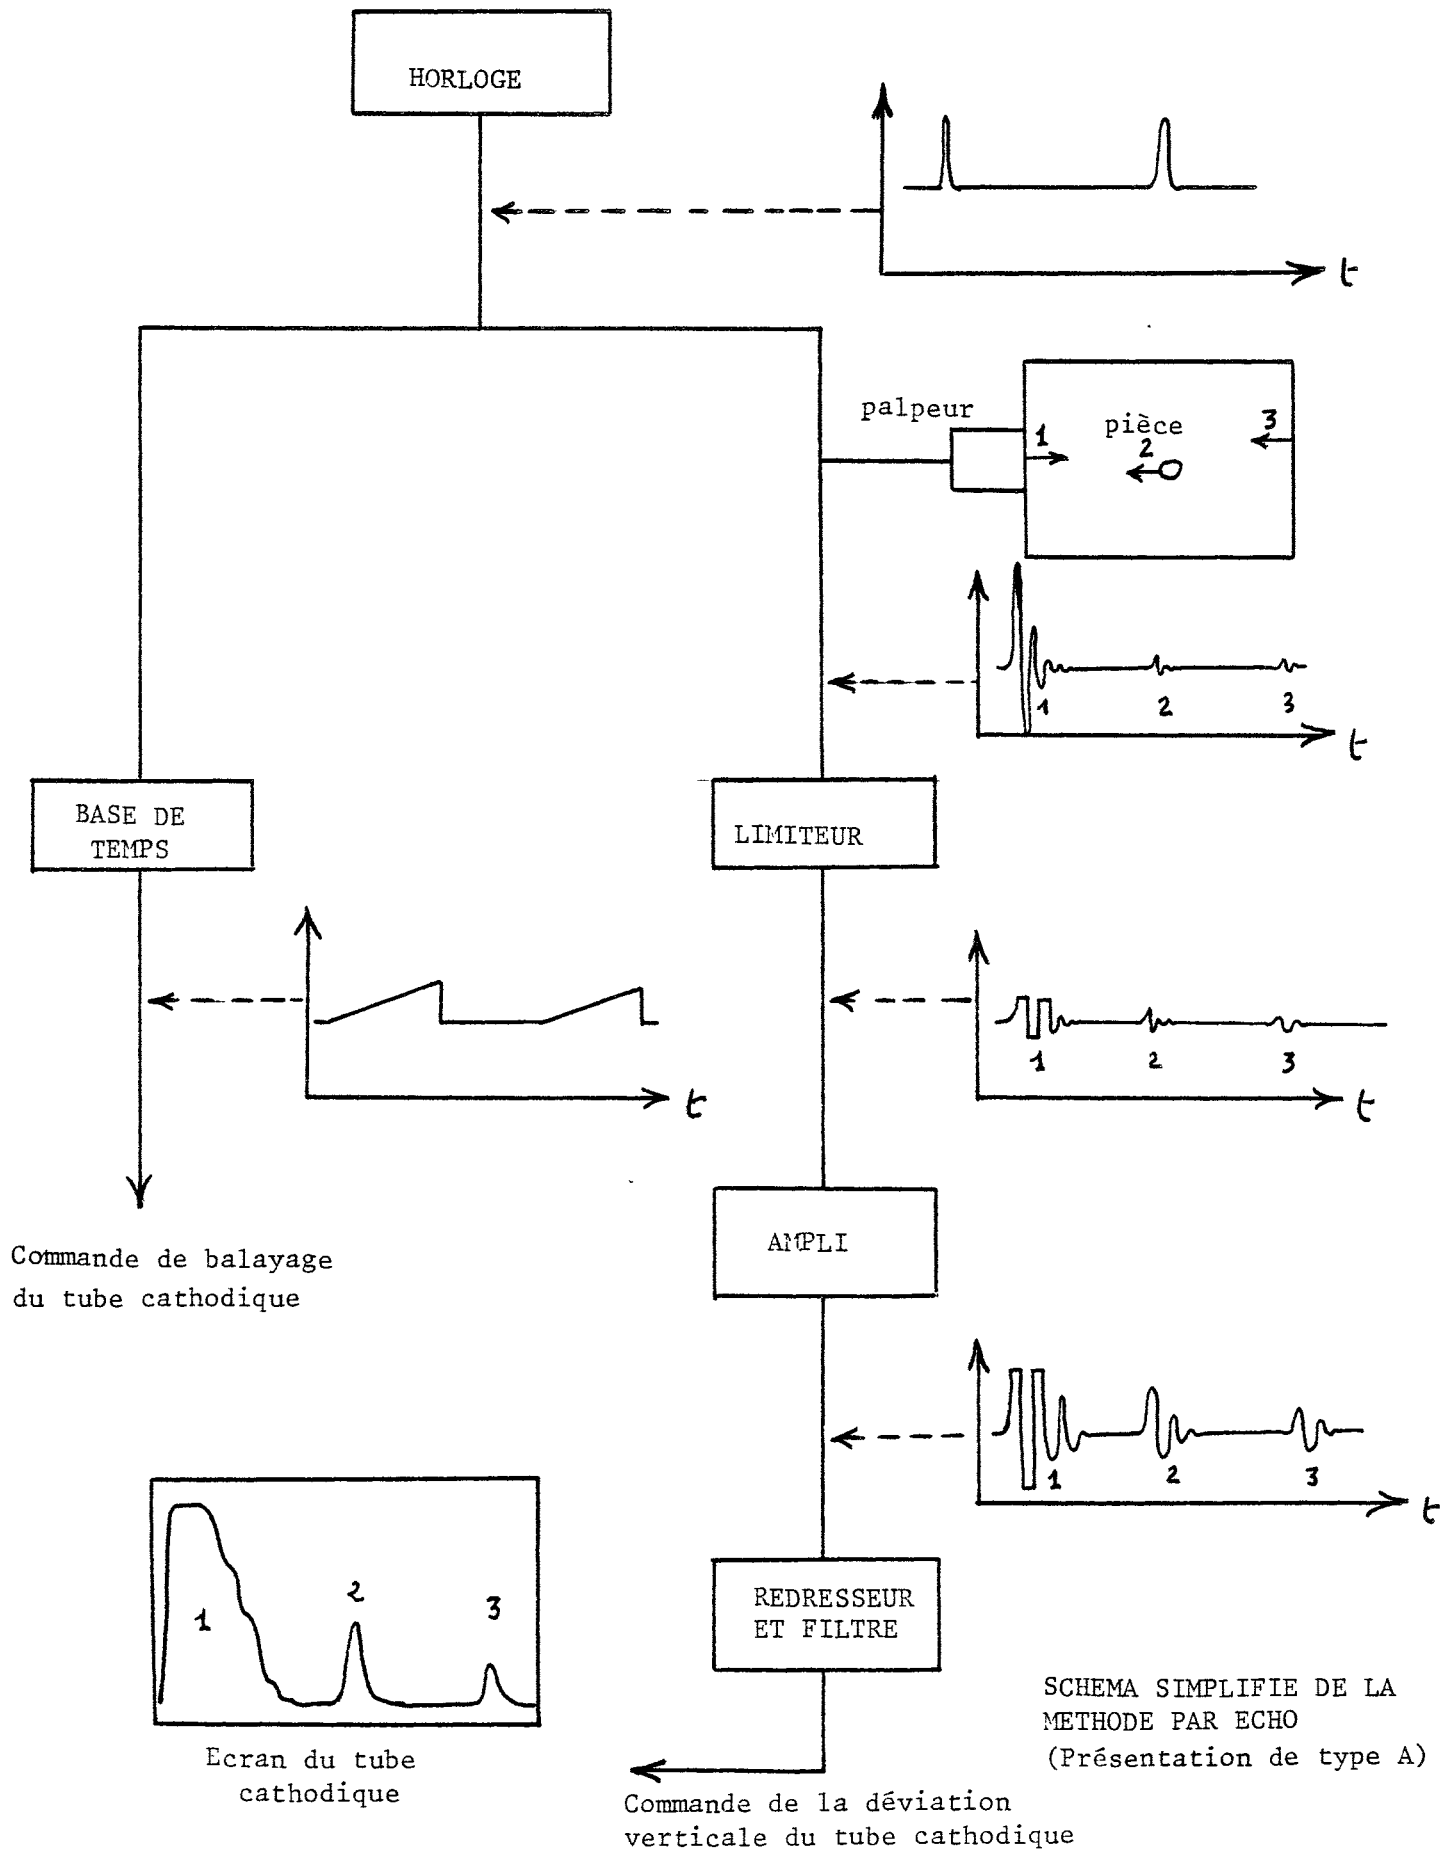 HORLOGE
t
palpeur
pièce
1
2
3
1 2 3
t
BASE DE
TEMPS
LIMITEUR
t
1 2 3
t
Commande de balayage
du tube cathodique
AMPLI
1 2 3
t
1 2 3
Ecran du tube
cathodique
REDRESSEUR
ET FILTRE
SCHEMA SIMPLIFIE DE LA
METHODE PAR ECHO
(Présentation de type A)
Commande de la déviation
verticale du tube cathodique